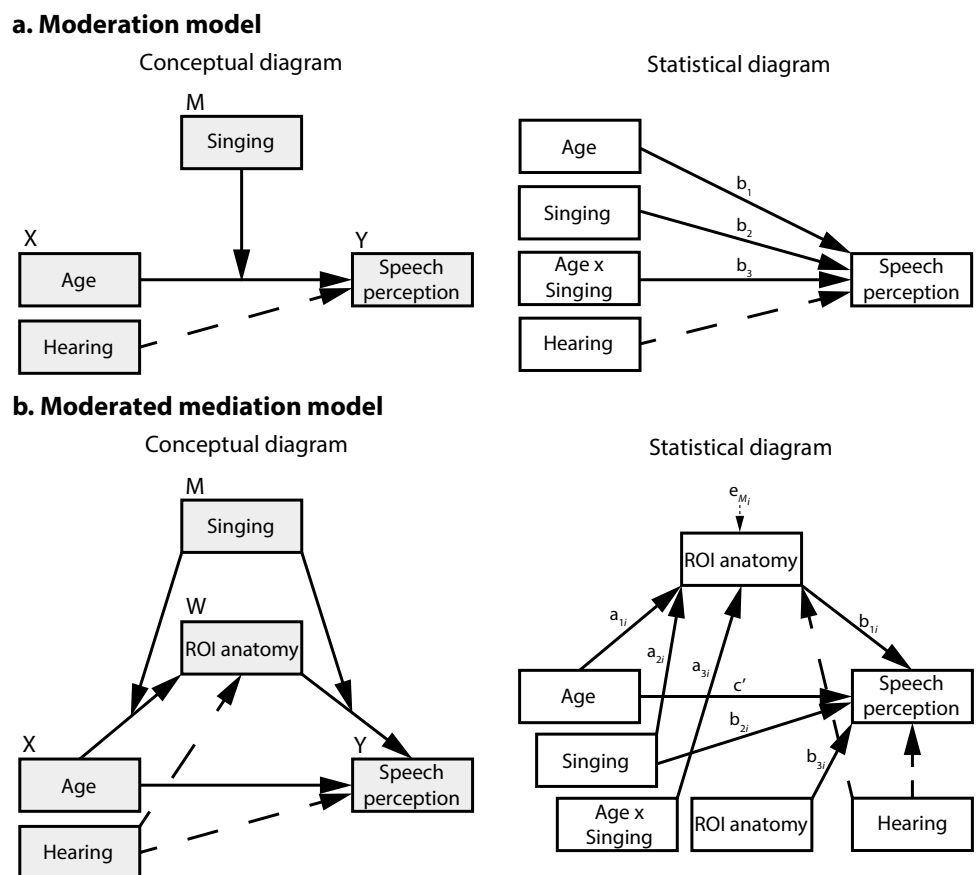 a. Moderation model
Conceptual diagram
M
Singing
X
Age
Hearing
Y
Speech
perception
Statistical diagram
Age
Singing
Age x
Singing
Hearing
b₁
b₂
b₃
Speech
perception
b. Moderated mediation model
Conceptual diagram
M
Singing
W
ROI anatomy
X
Age
Hearing
Y
Speech
perception
Statistical diagram
e_Mi
ROI anatomy
a₁ᵢ
a₂ᵢ
a₃ᵢ
b₁ᵢ
Age
c'
Speech
perception
b₂ᵢ
Singing
b₃ᵢ
Age x
Singing
ROI anatomy
Hearing